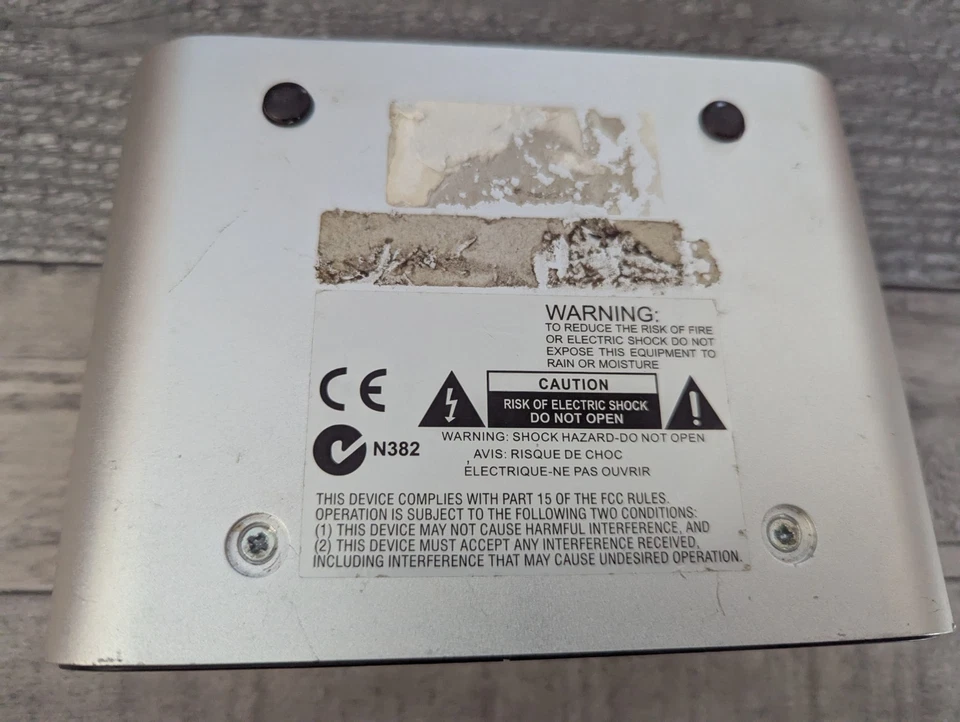 WARNING:
TO REDUCE THE RISK OF FIRE
OR ELECTRIC SHOCK DO NOT
EXPOSE THIS EQUIPMENT TO
RAIN OR MOISTURE
CE
CAUTION
RISK OF ELECTRIC SHOCK
DO NOT OPEN
!
N382
WARNING: SHOCK HAZARD-DO NOT OPEN
AVIS: RISQUE DE CHOC
ÉLECTRIQUE-NE PAS OUVRIR
THIS DEVICE COMPLIES WITH PART 15 OF THE FCC RULES.
OPERATION IS SUBJECT TO THE FOLLOWING TWO CONDITIONS:
(1) THIS DEVICE MAY NOT CAUSE HARMFUL INTERFERENCE, AND
(2) THIS DEVICE MUST ACCEPT ANY INTERFERENCE RECEIVED,
INCLUDING INTERFERENCE THAT MAY CAUSE UNDESIRED OPERATION.